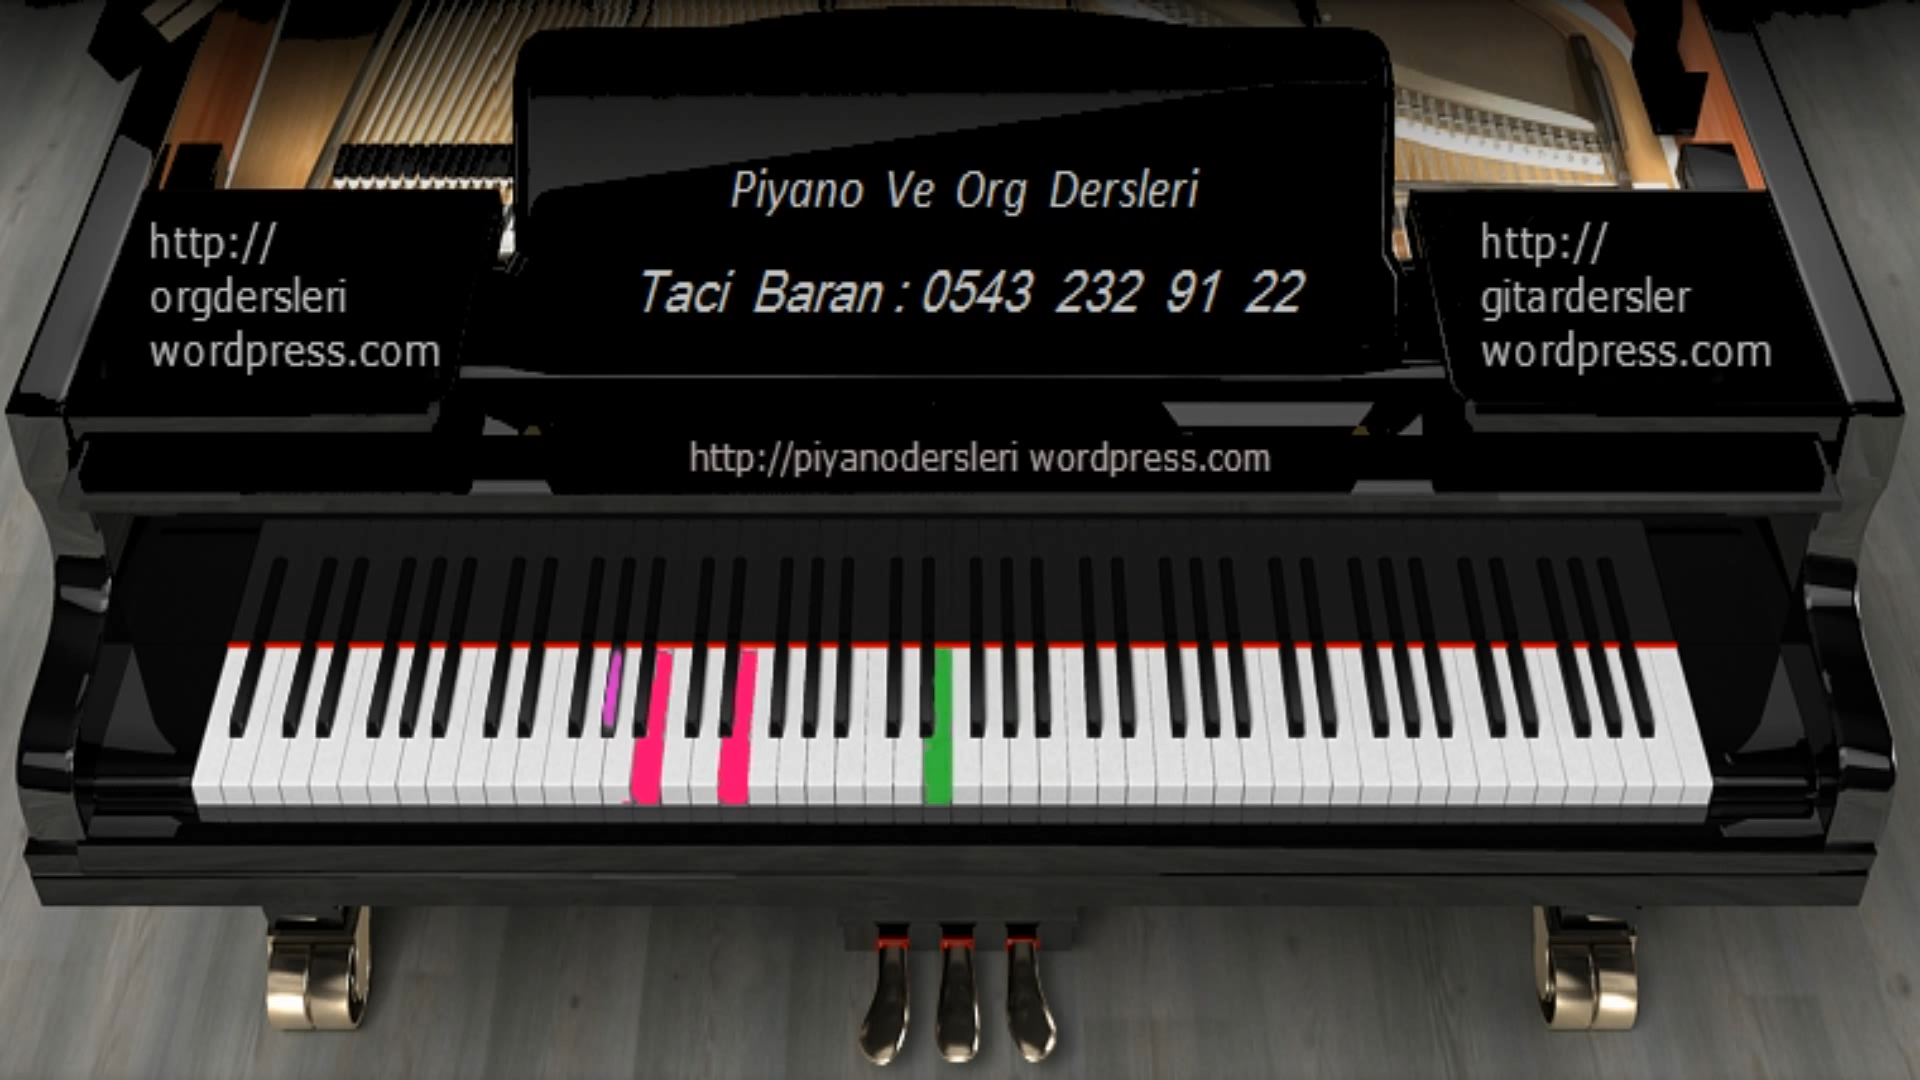 Piyano Ve Org Dersleri
Taci Baran : 0543 232 91 22
http://
orgdersleri
wordpress.com
http://
gitardersler
wordpress.com
http://piyanodersleri wordpress.com